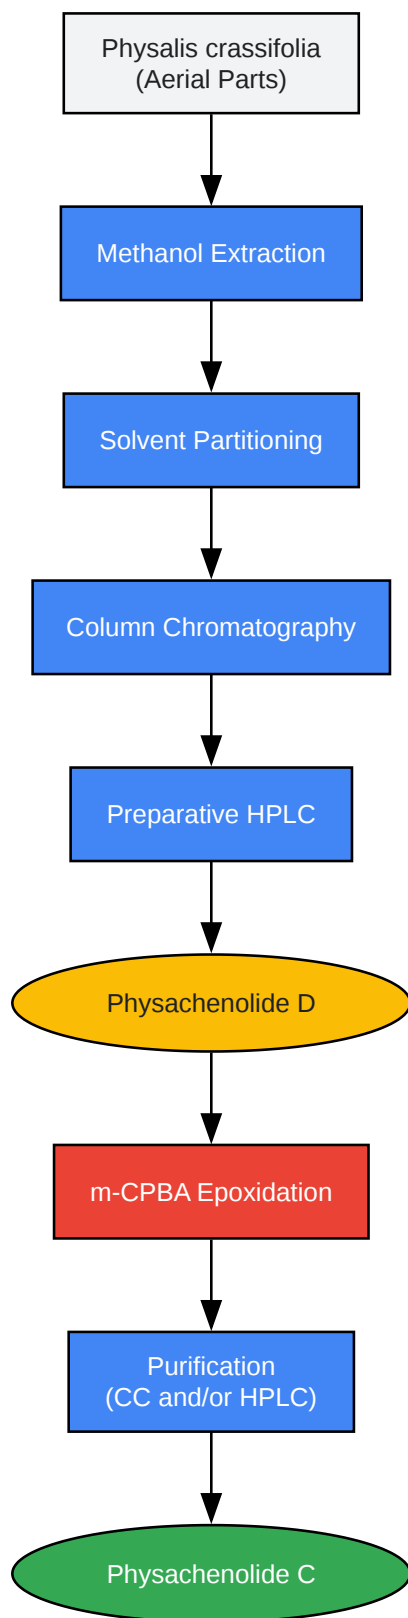 Physalis crassifolia
(Aerial Parts)
Methanol Extraction
Solvent Partitioning
Column Chromatography
Preparative HPLC
Physachenolide D
m-CPBA Epoxidation
Purification
(CC and/or HPLC)
Physachenolide C